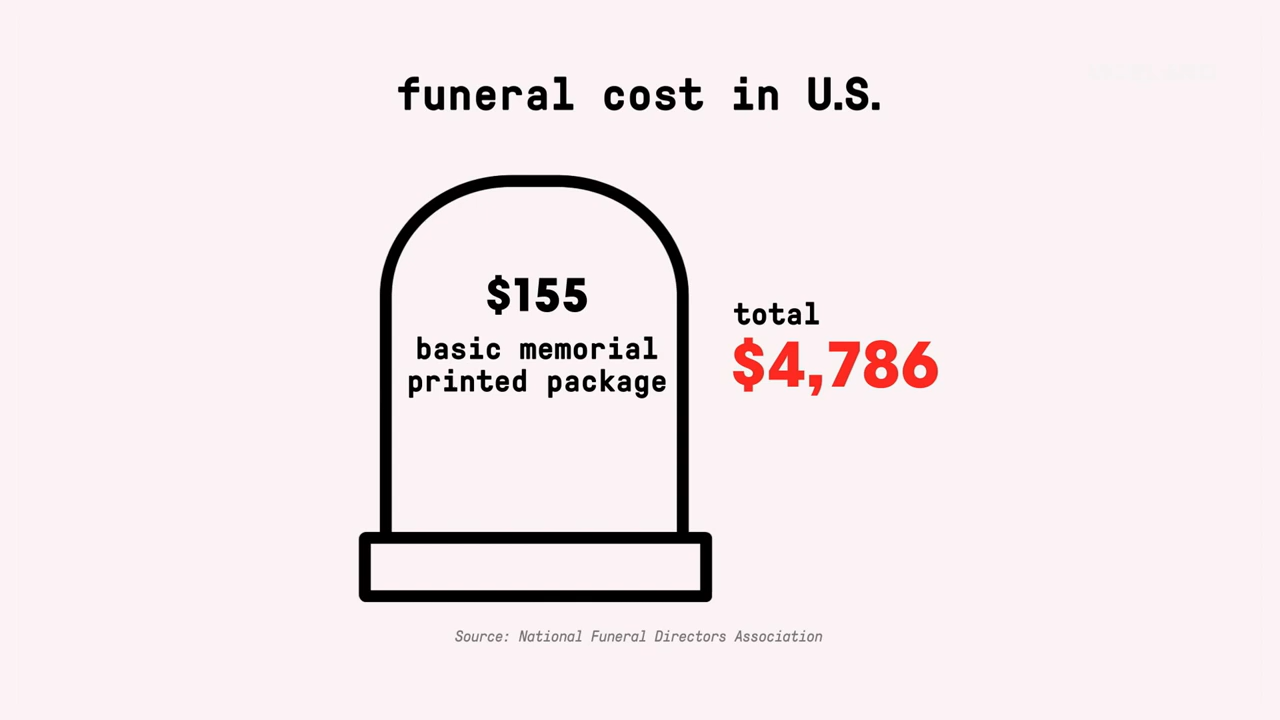 funeral cost in U.S.
$155
basic memorial
printed package
total
$4,786
Source: National Funeral Directors Association